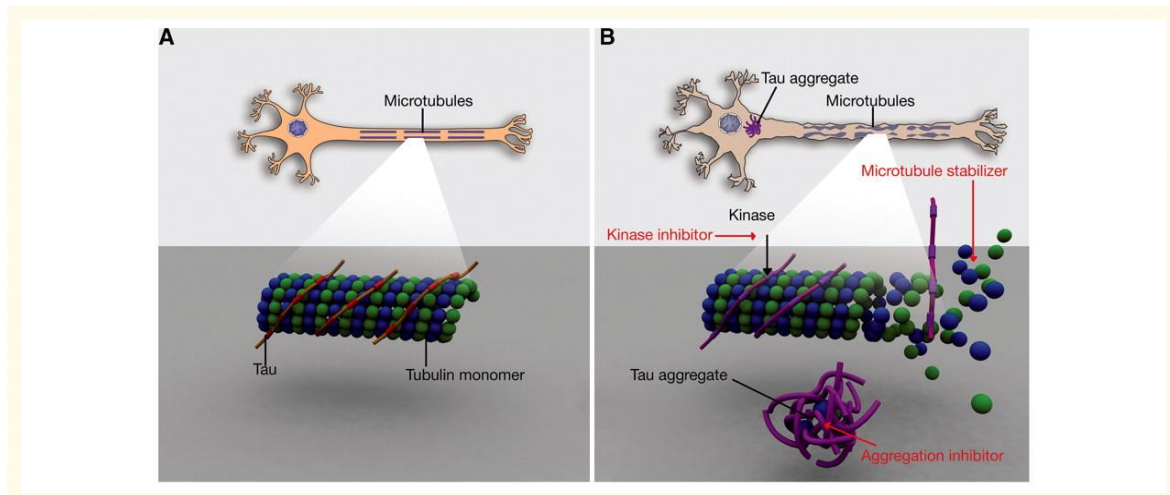 A
Microtubules
Tau
Tubulin monomer
B
Tau aggregate
Microtubules
Microtubule stabilizer
Kinase
Kinase inhibitor
Tau aggregate
Aggregation inhibitor